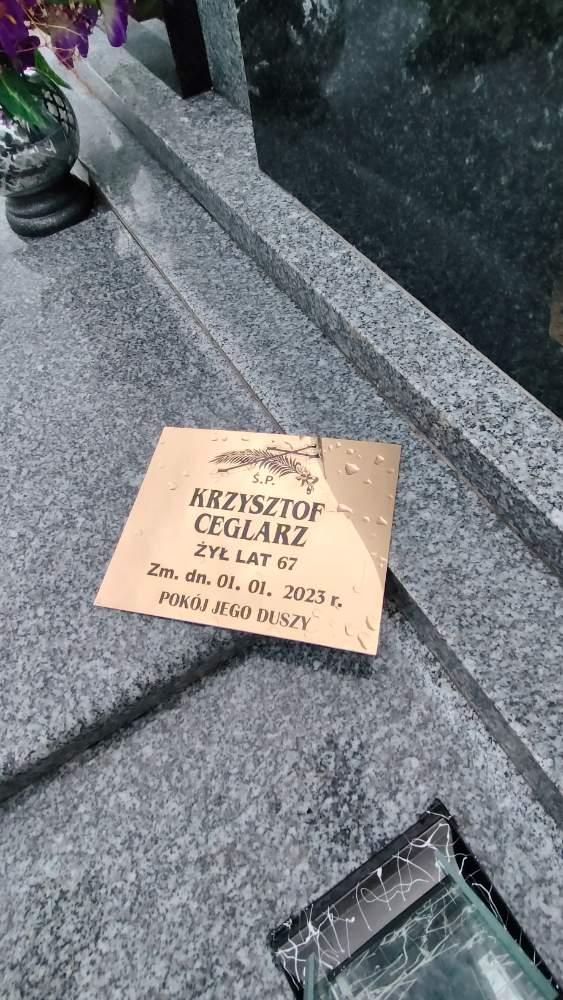 Ś.P.
KRZYSZTOF
CEGLARZ
ŻYŁ LAT 67
Zm. dn. 01. 01. 2023 r.
POKÓJ JEGO DUSZY